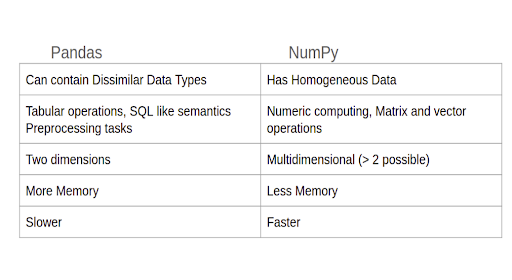 Pandas NumPy
Can contain Dissimilar Data Types Has Homogeneous Data
Tabular operations, SQL like semantics Numeric computing, Matrix and vector
Preprocessing tasks operations
Two dimensions Multidimensional (> 2 possible)
More Memory Less Memory
Slower Faster